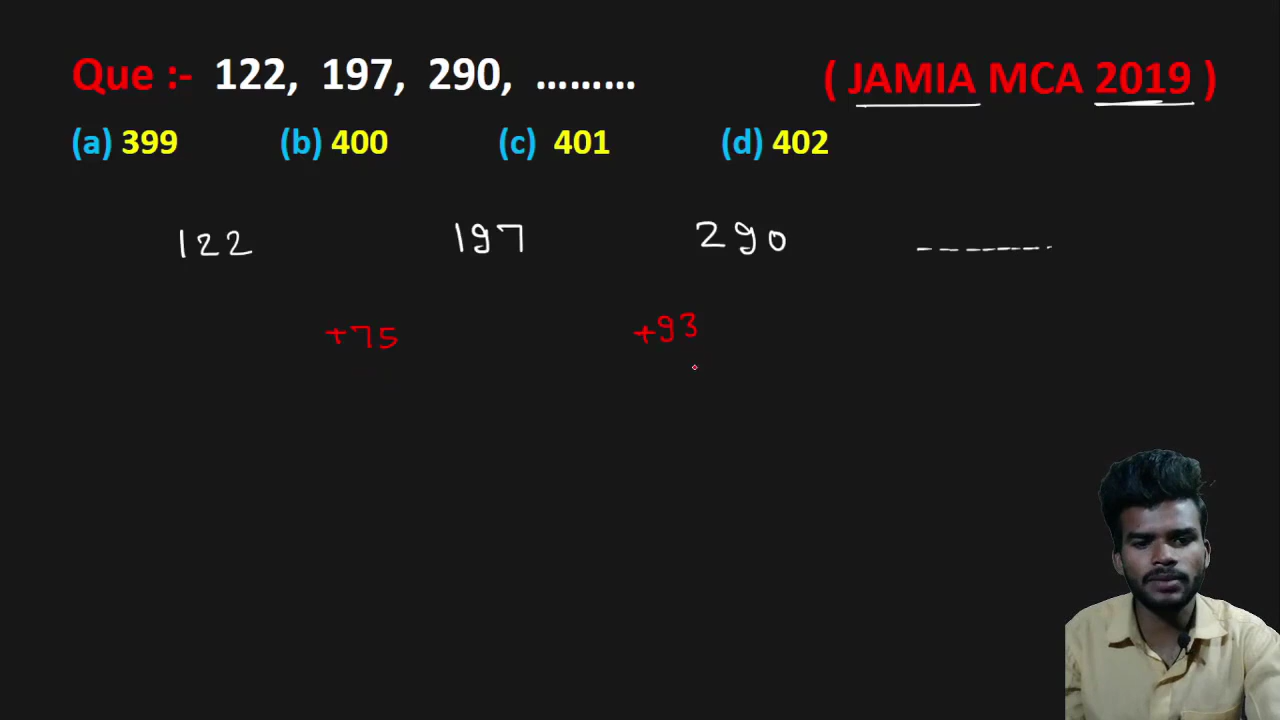 Que :- 122, 197, 290, ......... ( JAMIA MCA 2019 )
(a) 399 (b) 400 (c) 401 (d) 402
122 197 290 -------
+75 +93